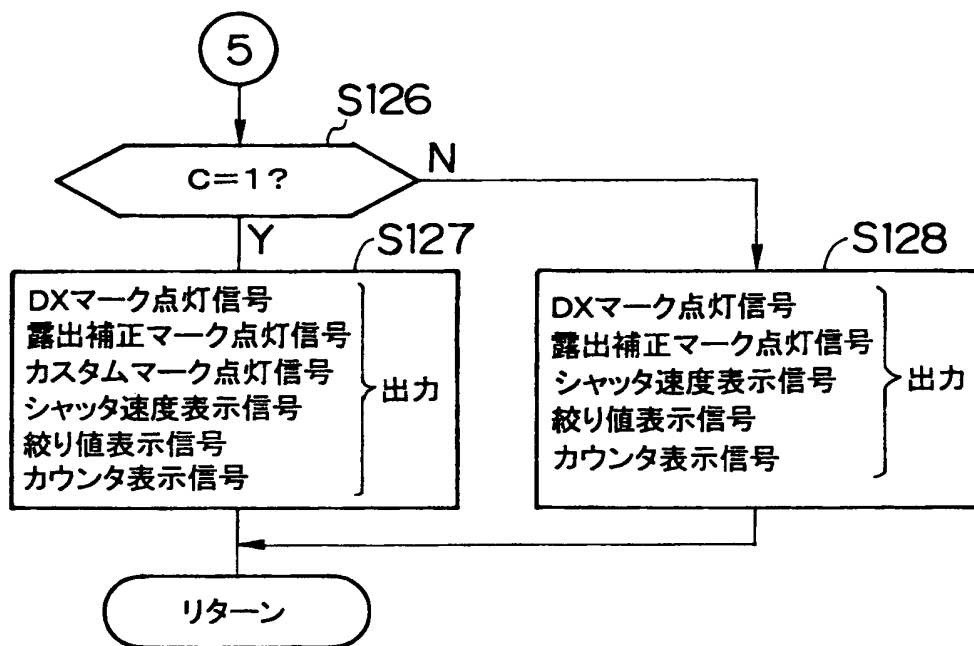 5
S126
C=1?
N
Y
S127
DXマーク点灯信号
露出補正マーク点灯信号
カスタムマーク点灯信号
シャッタ速度表示信号
絞り値表示信号
カウンタ表示信号
出力
S128
DXマーク点灯信号
露出補正マーク点灯信号
シャッタ速度表示信号
絞り値表示信号
カウンタ表示信号
出力
リターン